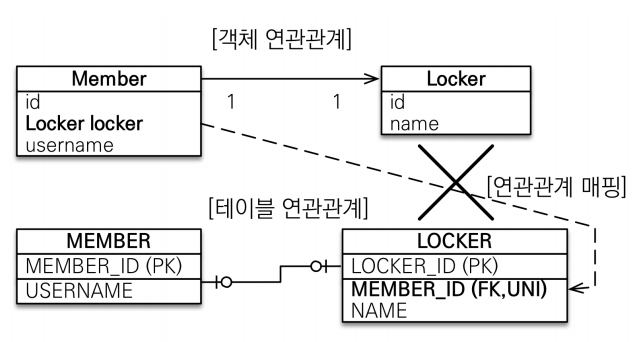 [객체 연관관계]
Member
id
Locker locker
username
1
1
Locker
id
name
[연관관계 매핑]
[테이블 연관관계]
MEMBER
MEMBER_ID (PK)
USERNAME
LOCKER
LOCKER_ID (PK)
MEMBER_ID (FK,UNI)
NAME